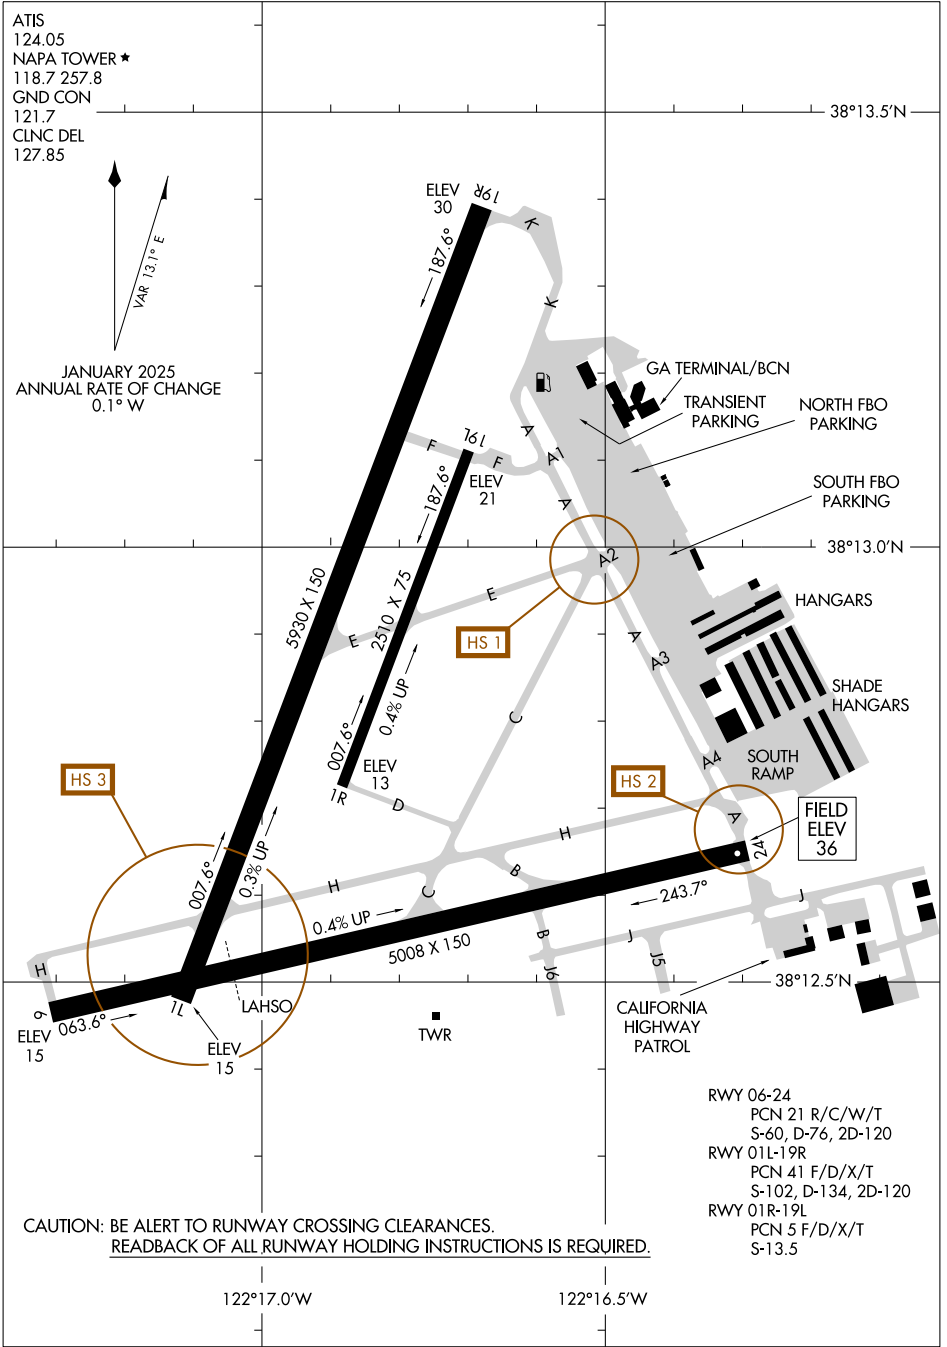 ATIS
124.05
NAPA TOWER ★
118.7 257.8
GND CON
121.7
CLNC DEL
127.85
38°13.5'N
VAR 13.1° E
JANUARY 2025
ANNUAL RATE OF CHANGE
0.1° W
ELEV
30
19R
187.6°
K
K
GA TERMINAL/BCN
TRANSIENT
PARKING
NORTH FBO
PARKING
SOUTH FBO
PARKING
A
A1
A
F
F
19L
ELEV
21
187.6°
38°13.0'N
A2
HS 1
E
E
5930 X 150
2510 X 75
HANGARS
A
A3
SHADE
HANGARS
C
0.4% UP
007.6°
1R
ELEV
13
D
A4
SOUTH
RAMP
HS 3
HS 2
A
FIELD
ELEV
36
24
H
007.6°
0.3% UP
H
C
B
0.4% UP
243.7°
J
5008 X 150
B
J
J5
J6
H
LAHSO
38°12.5'N
6
063.6°
ELEV
15
1L
ELEV
15
TWR
CALIFORNIA
HIGHWAY
PATROL
RWY 06-24
PCN 21 R/C/W/T
S-60, D-76, 2D-120
RWY 01L-19R
PCN 41 F/D/X/T
S-102, D-134, 2D-120
RWY 01R-19L
PCN 5 F/D/X/T
S-13.5
CAUTION: BE ALERT TO RUNWAY CROSSING CLEARANCES.
READBACK OF ALL RUNWAY HOLDING INSTRUCTIONS IS REQUIRED.
122°17.0'W
122°16.5'W